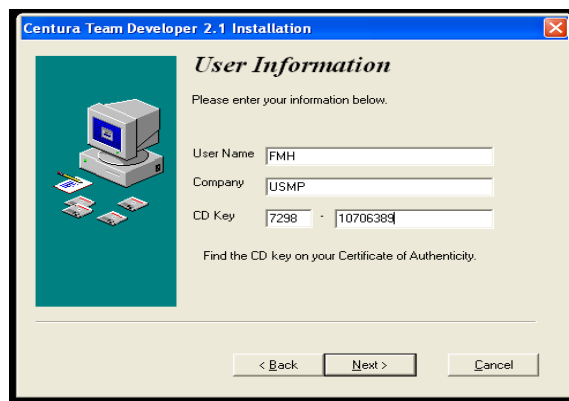 Centura Team Developer 2.1 Installation
User Information
Please enter your information below.
User Name FMH
Company USMP
CD Key 7298 - 10706389
Find the CD key on your Certificate of Authenticity.
< Back Next > Cancel